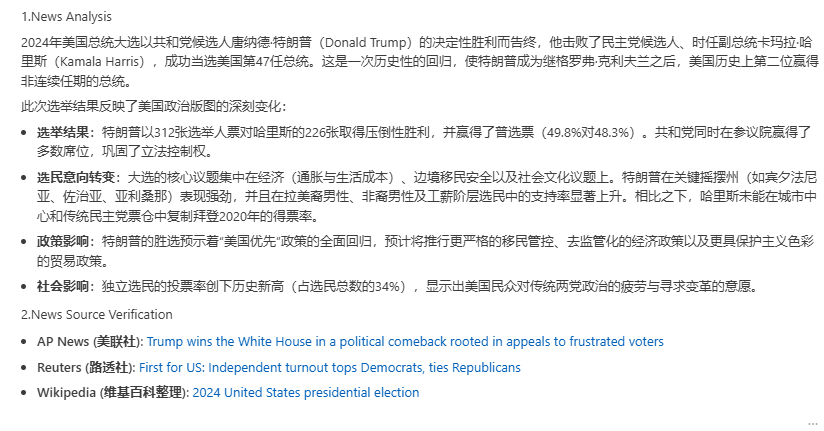 1.News Analysis
2024年美国总统大选以共和党候选人唐纳德·特朗普（Donald Trump）的决定性胜利而告终，他击败了民主党候选人、时任副总统卡玛拉·哈
里斯（Kamala Harris），成功当选美国第47任总统。这是一次历史性的回归，使特朗普成为继格罗弗·克利夫兰之后，美国历史上第二位赢得
非连续任期的总统。
此次选举结果反映了美国政治版图的深刻变化：
• 选举结果：特朗普以312张选举人票对哈里斯的226张取得压倒性胜利，并赢得了普选票（49.8%对48.3%）。共和党同时在参议院赢得了
多数席位，巩固了立法控制权。
• 选民意向转变：大选的核心议题集中在经济（通胀与生活成本）、边境移民安全以及社会文化议题上。特朗普在关键摇摆州（如宾夕法尼
亚、佐治亚、亚利桑那）表现强劲，并且在拉美裔男性、非裔男性及工薪阶层选民中的支持率显著上升。相比之下，哈里斯未能在城市中
心和传统民主党票仓中复制拜登2020年的得票率。
• 政策影响：特朗普的胜选预示着“美国优先”政策的全面回归，预计将推行更严格的移民管控、去监管化的经济政策以及更具保护主义色彩
的贸易政策。
• 社会影响：独立选民的投票率创下历史新高（占选民总数的34%），显示出美国民众对传统两党政治的疲劳与寻求变革的意愿。
2.News Source Verification
• AP News (美联社): Trump wins the White House in a political comeback rooted in appeals to frustrated voters
• Reuters (路透社): First for US: Independent turnout tops Democrats, ties Republicans
• Wikipedia (维基百科整理): 2024 United States presidential election
...